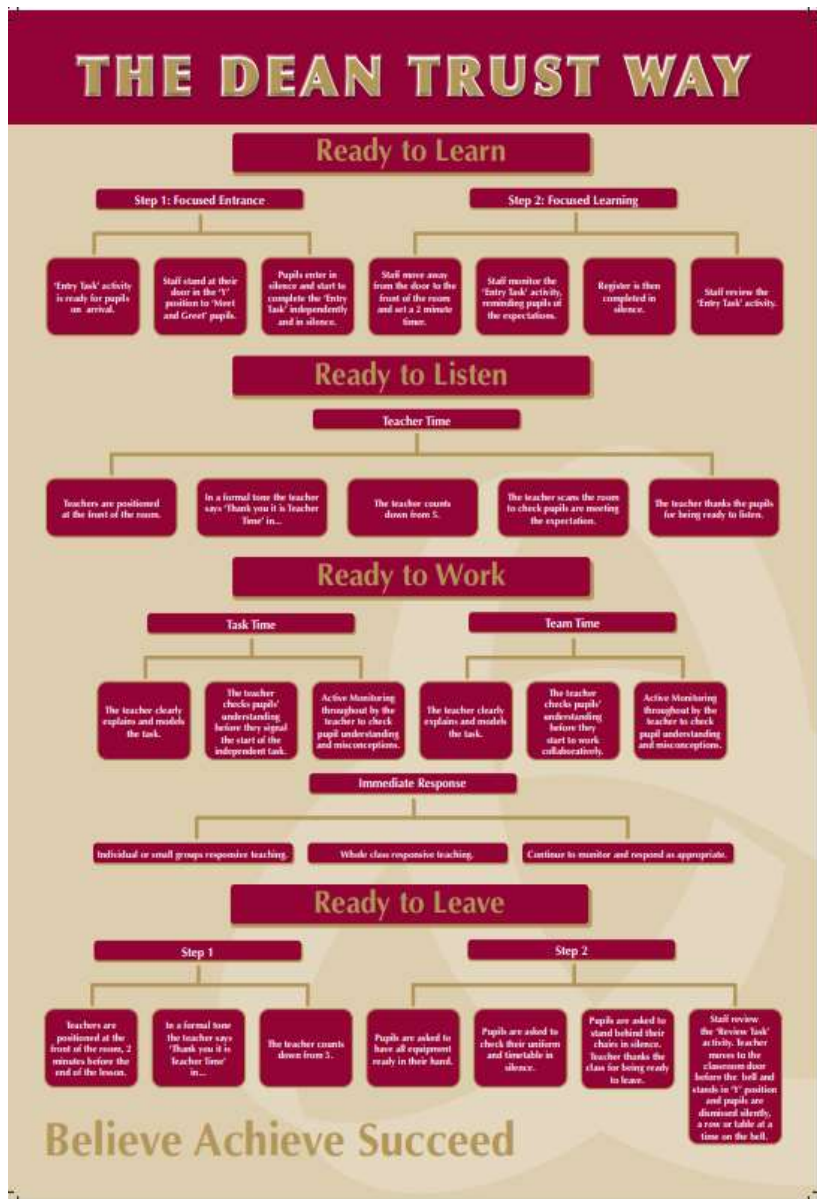 THE DEAN TRUST WAY
Ready to Learn
Step 1: Focused Entrance
'Entry Task' activity
is ready for pupils
on arrival.
Staff stand at their
door in the 'Y'
position to 'Meet
and Greet' pupils.
Pupils enter in
silence and start to
complete the 'Entry
Task' independently
and in silence.
Step 2: Focused Learning
Staff move away
from the door to the
front of the room
and set a 2 minute
timer.
Staff monitor the
'Entry Task' activity,
reminding pupils of
the expectations.
Register is then
completed in
silence.
Staff review the
'Entry Task' activity.
Ready to Listen
Teacher Time
Teachers are positioned
at the front of the room.
In a formal tone the teacher
says 'Thank you it is Teacher
Time' in...
The teacher counts
down from 5.
The teacher scans the room
to check pupils are meeting
the expectation.
The teacher thanks the pupils
for being ready to listen.
Ready to Work
Task Time
The teacher clearly
explains and models
the task.
The teacher
checks pupils'
understanding
before they signal
the start of the
independent task.
Active Monitoring
throughout by the
teacher to check
pupil understanding
and misconceptions.
Team Time
The teacher clearly
explains and models
the task.
The teacher
checks pupils'
understanding
before they
start to work
collaboratively.
Active Monitoring
throughout by the
teacher to check
pupil understanding
and misconceptions.
Immediate Response
Individual or small groups responsive teaching.
Whole class responsive teaching.
Continue to monitor and respond as appropriate.
Ready to Leave
Step 1
Teachers are
positioned at the
front of the room, 2
minutes before the
end of the lesson.
In a formal tone
the teacher says
'Thank you it is
Teacher Time'
in...
The teacher counts
down from 5.
Step 2
Pupils are asked to
have all equipment
ready in their hand.
Pupils are asked to
check their uniform
and timetable in
silence.
Pupils are asked to
stand behind their
chairs in silence.
Teacher thanks the
class for being ready
to leave.
Staff review
the 'Review Task'
activity. Teacher
moves to the
classroom door
before the bell and
stands in 'Y' position
and pupils are
dismissed silently,
a row or table at a
time on the bell.
Believe Achieve Succeed